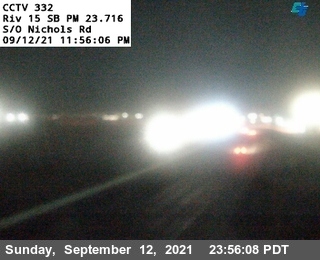 CCTV 332
Riv 15 SB PM 23.716
S/O Nichols Rd
09/12/21 11:56:06 PM
Sunday, September 12, 2021 23:56:08 PDT